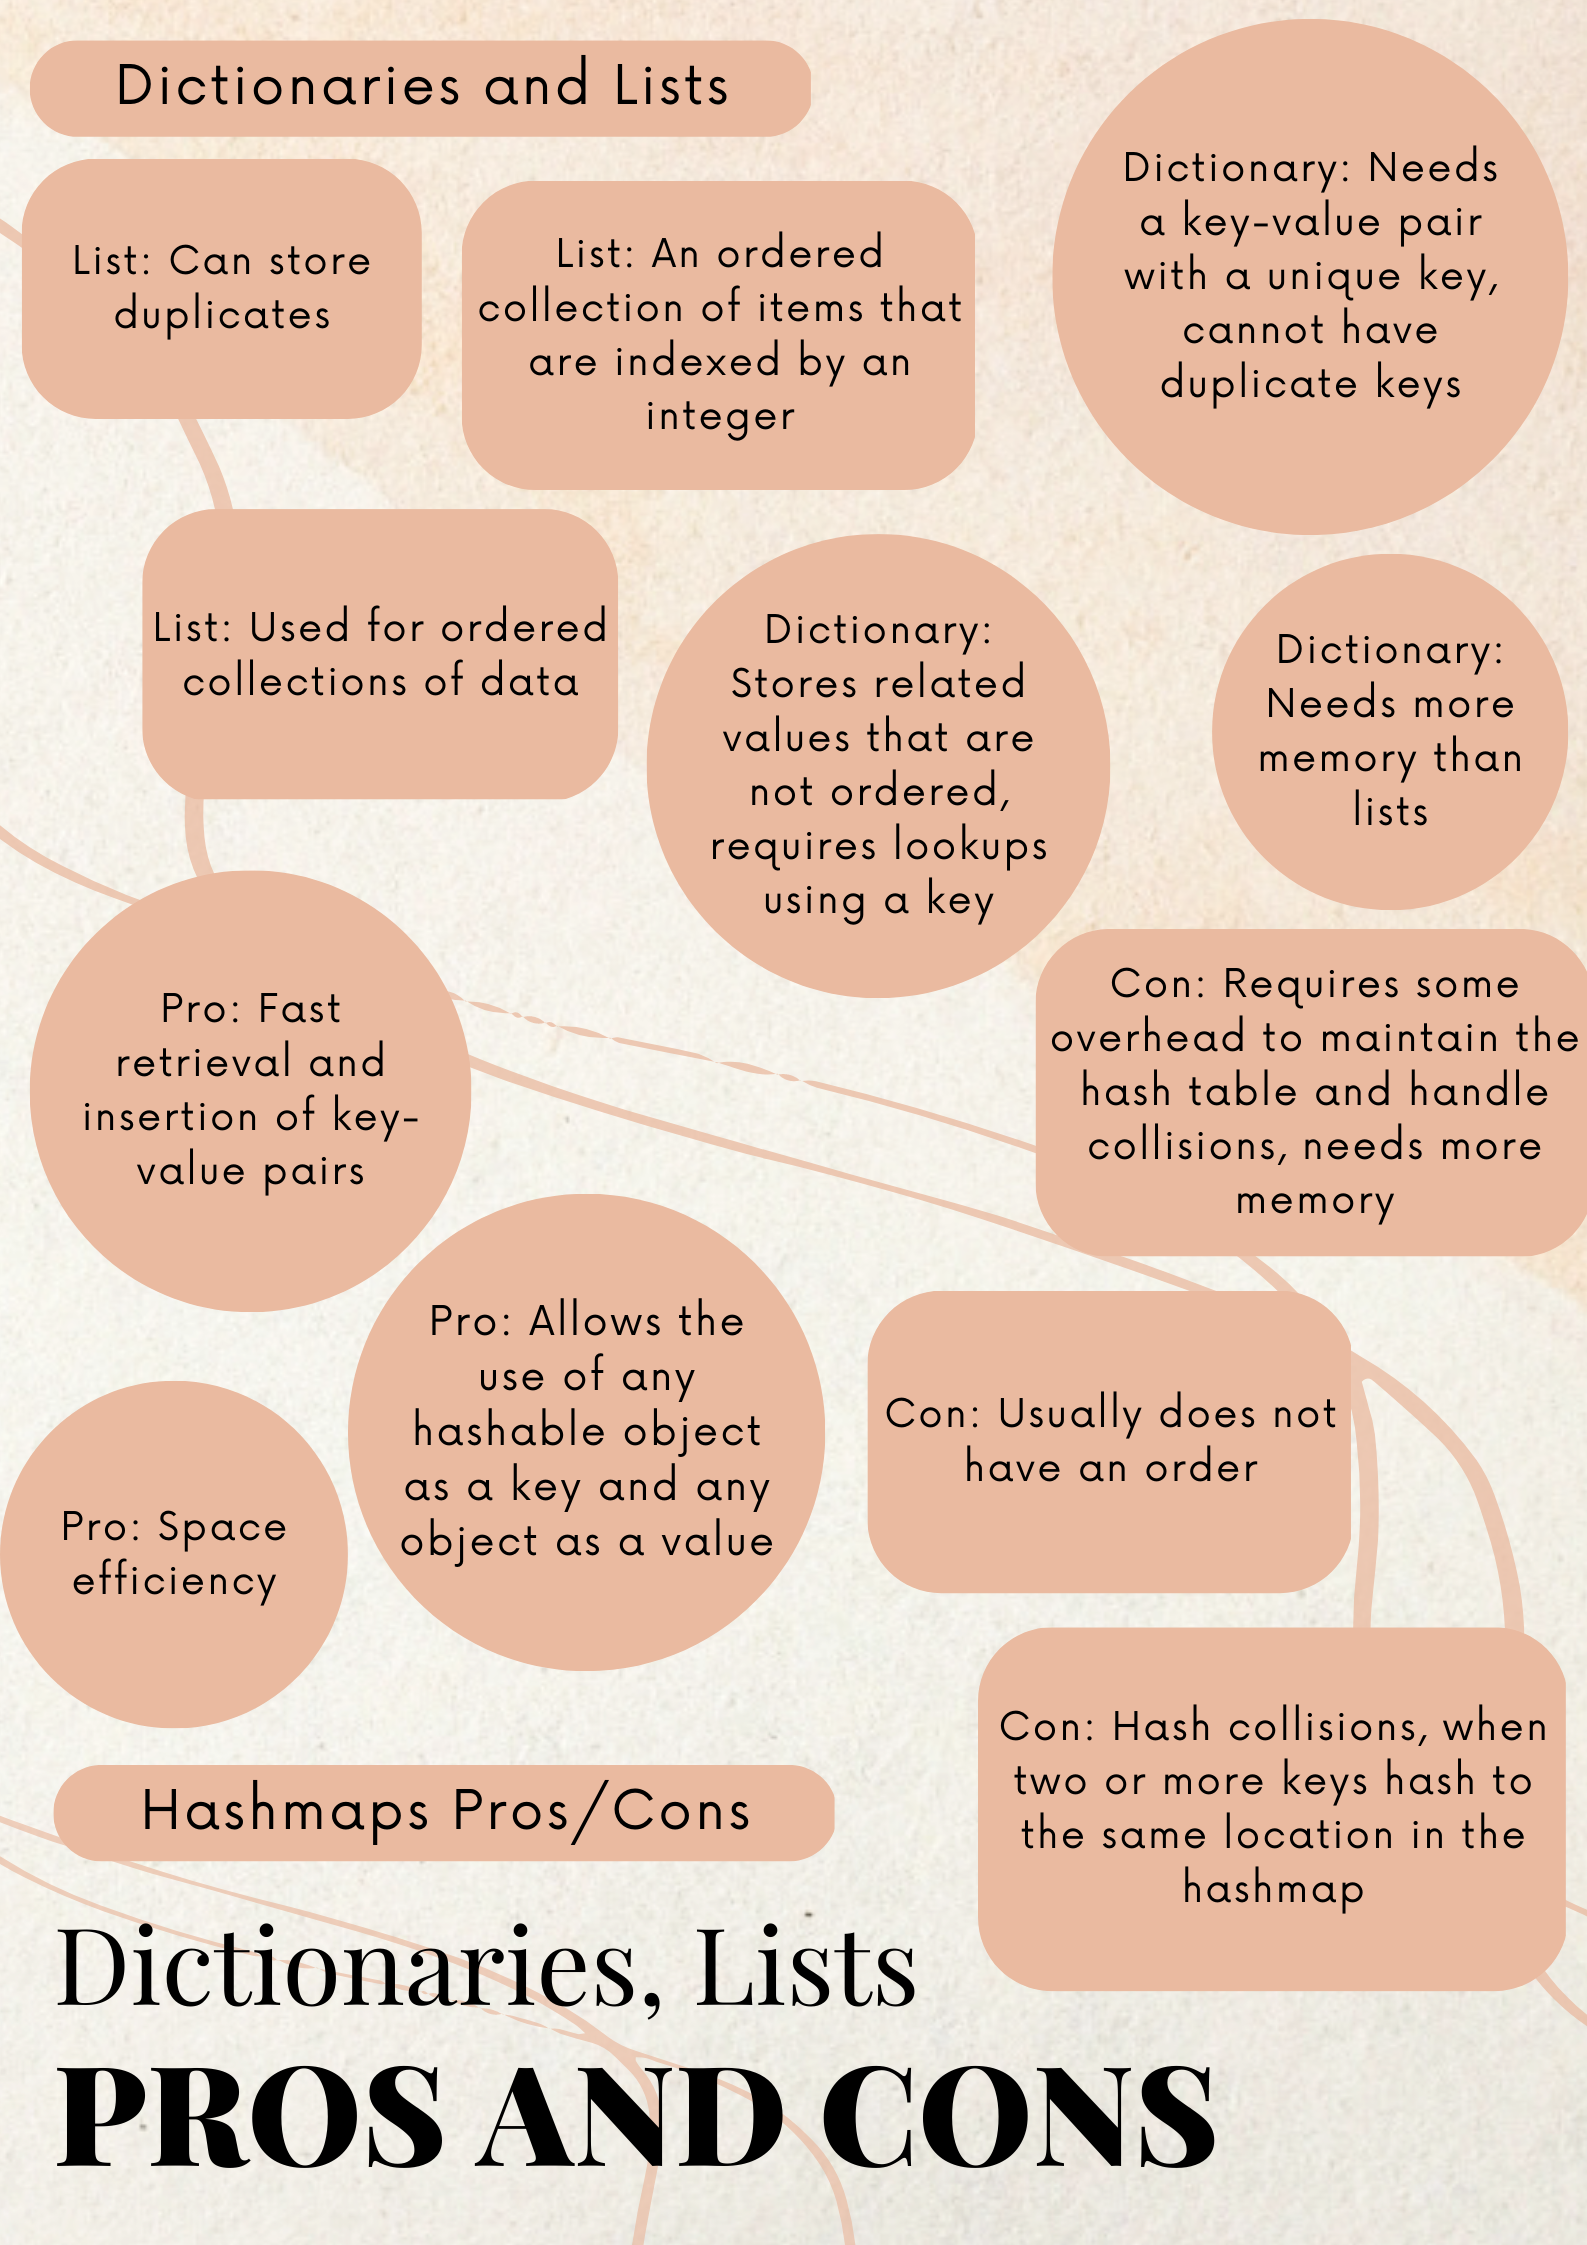 Dictionaries and Lists
List: Can store
duplicates
List: An ordered
collection of items that
are indexed by an
integer
Dictionary: Needs
a key-value pair
with a unique key,
cannot have
duplicate keys
List: Used for ordered
collections of data
Dictionary:
Stores related
values that are
not ordered,
requires lookups
using a key
Dictionary:
Needs more
memory than
lists
Pro: Fast
retrieval and
insertion of key-
value pairs
Con: Requires some
overhead to maintain the
hash table and handle
collisions, needs more
memory
Pro: Allows the
use of any
hashable object
as a key and any
object as a value
Con: Usually does not
have an order
Pro: Space
efficiency
Con: Hash collisions, when
two or more keys hash to
the same location in the
hashmap
Hashmaps Pros/Cons
Dictionaries, Lists
PROS AND CONS